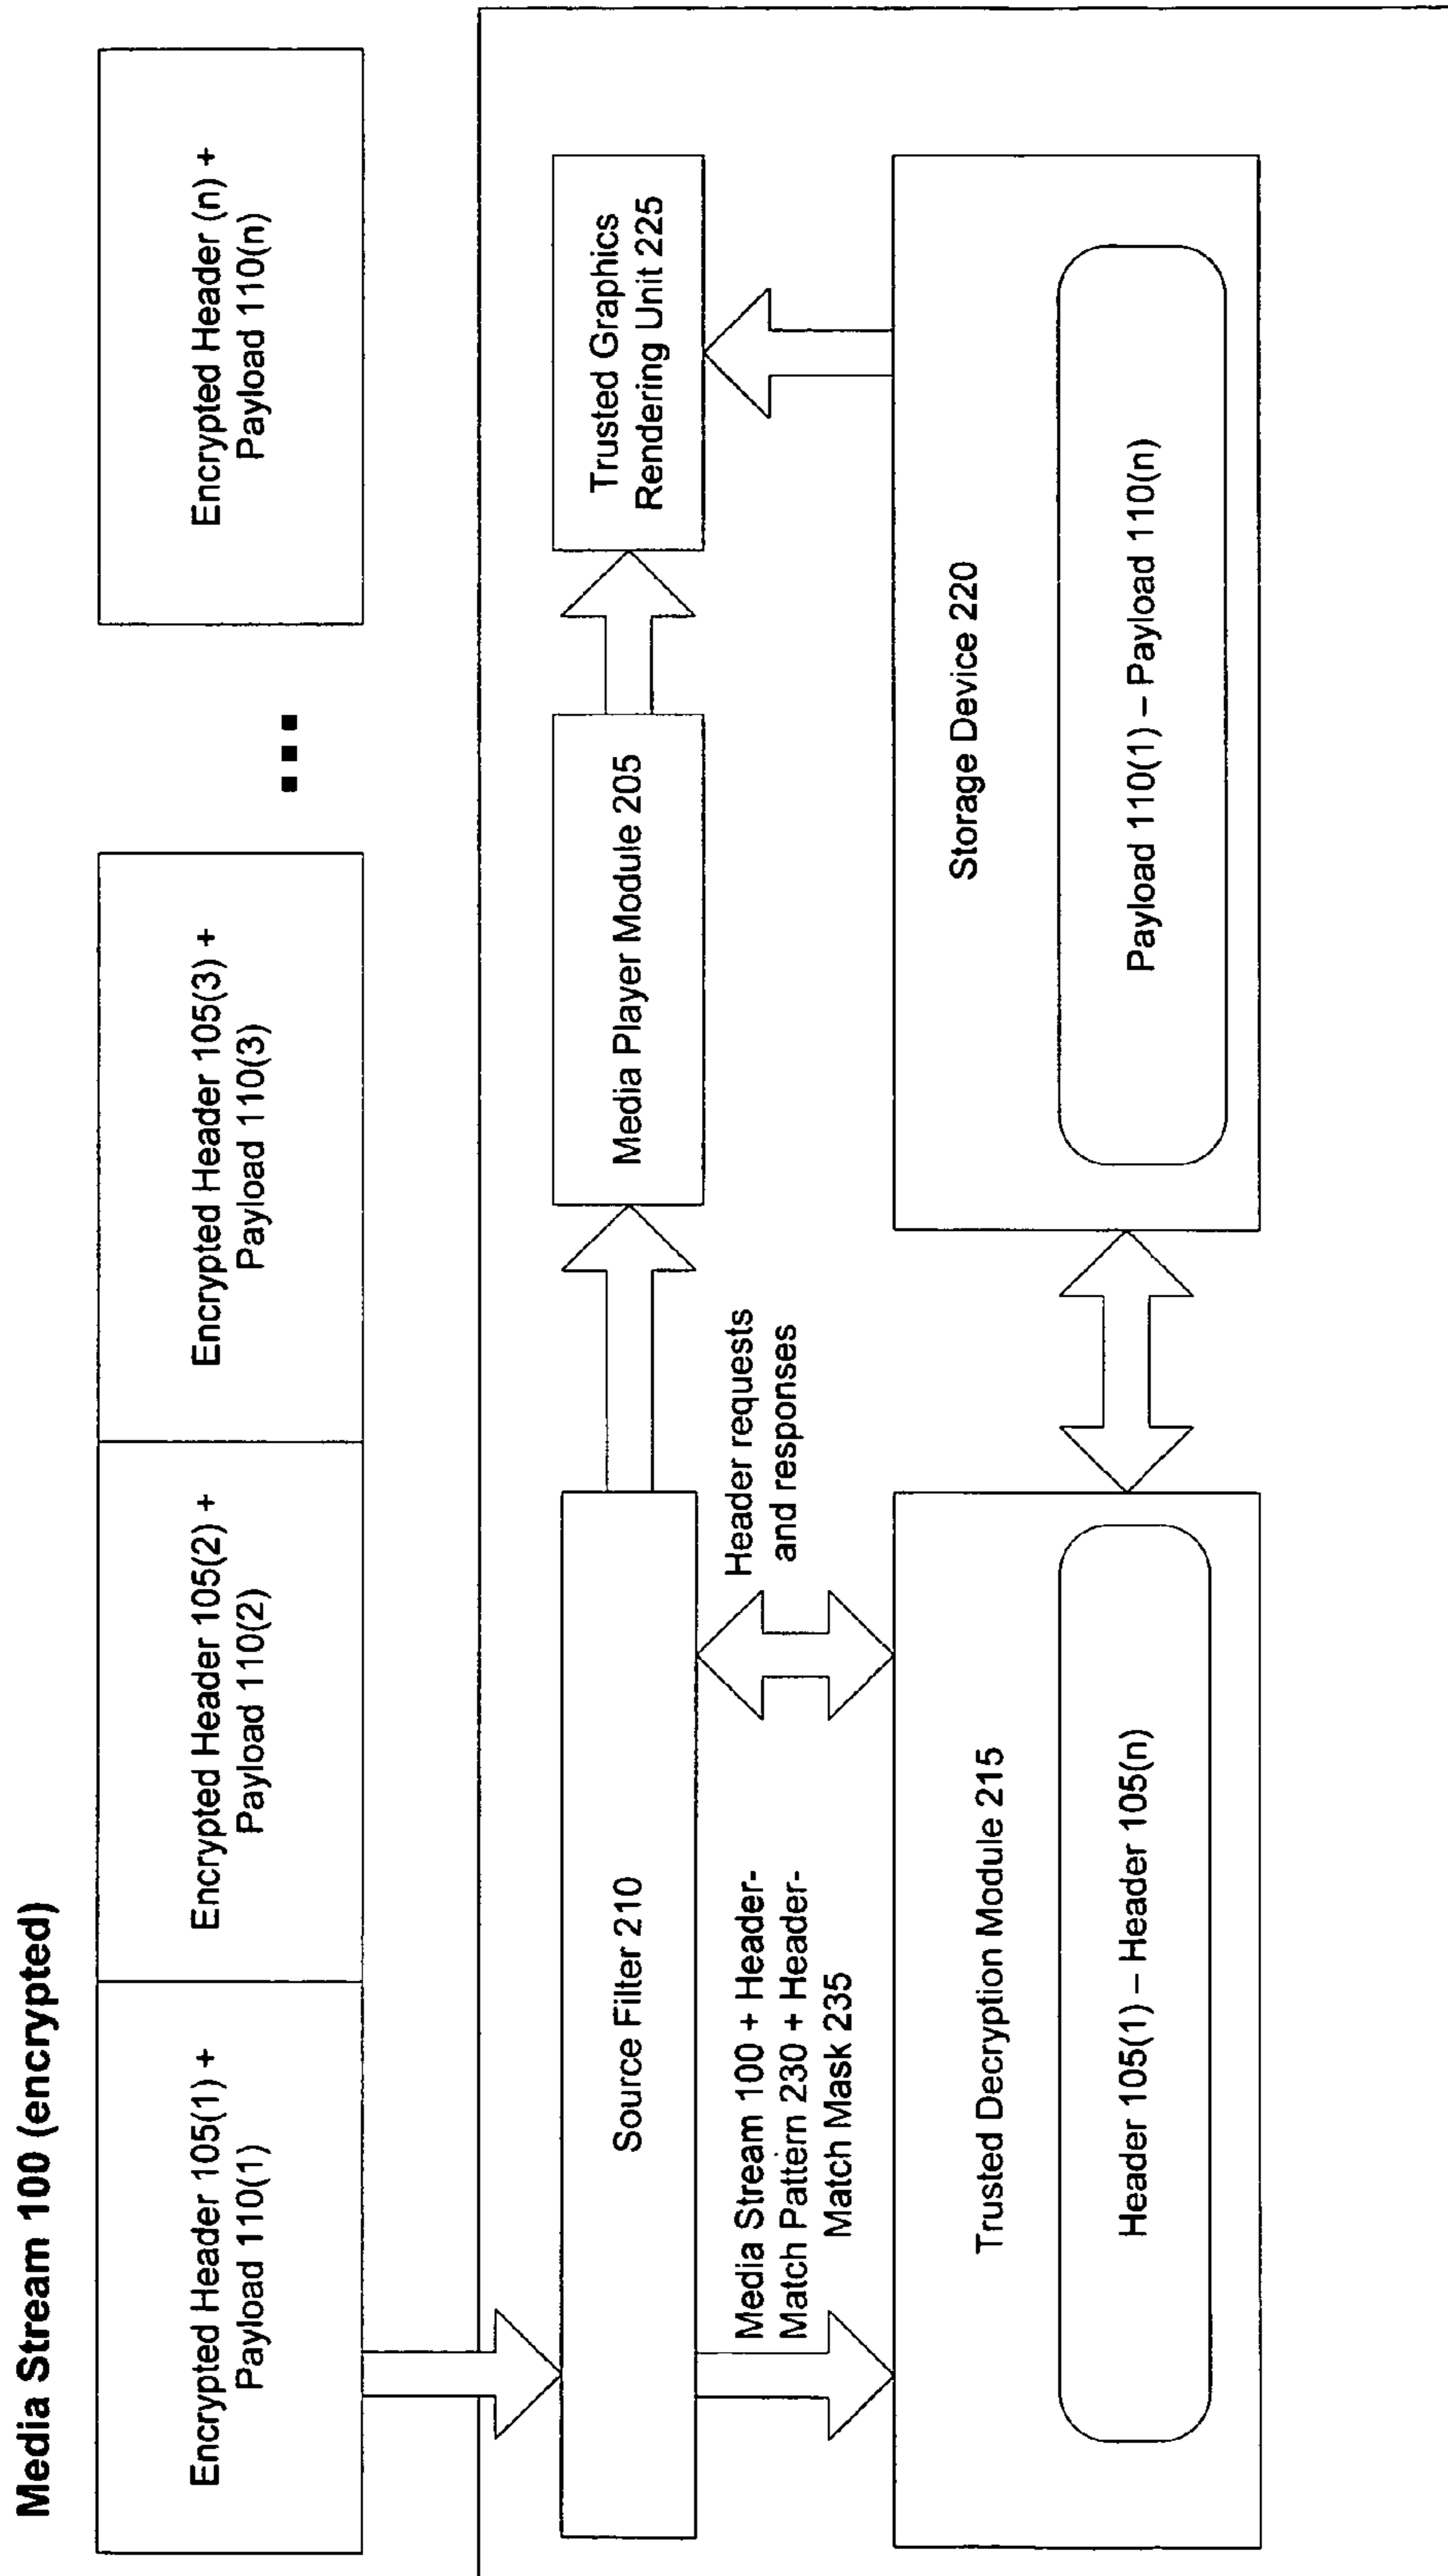 Media Stream 100 (encrypted)
Encrypted Header 105(1) +
Payload 110(1)
Encrypted Header 105(2) +
Payload 110(2)
Encrypted Header 105(3) +
Payload 110(3)
...
Encrypted Header (n) +
Payload 110(n)
Source Filter 210
Media Player Module 205
Trusted Graphics
Rendering Unit 225
Media Stream 100 + Header-
Match Pattern 230 + Header-
Match Mask 235
Header requests
and responses
Trusted Decryption Module 215
Header 105(1) – Header 105(n)
Storage Device 220
Payload 110(1) – Payload 110(n)